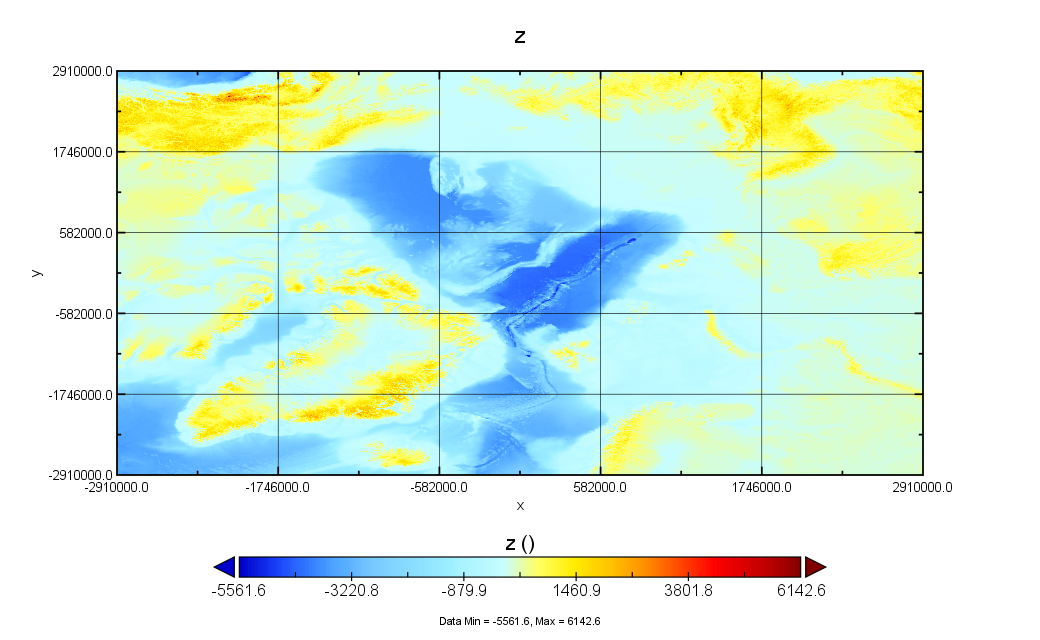 z
2910000.0
1746000.0
582000.0
-582000.0
-1746000.0
-2910000.0
y
-2910000.0 -1746000.0 -582000.0 582000.0 1746000.0 2910000.0
x
z ()
-5561.6 -3220.8 -879.9 1460.9 3801.8 6142.6
Data Min = -5561.6, Max = 6142.6